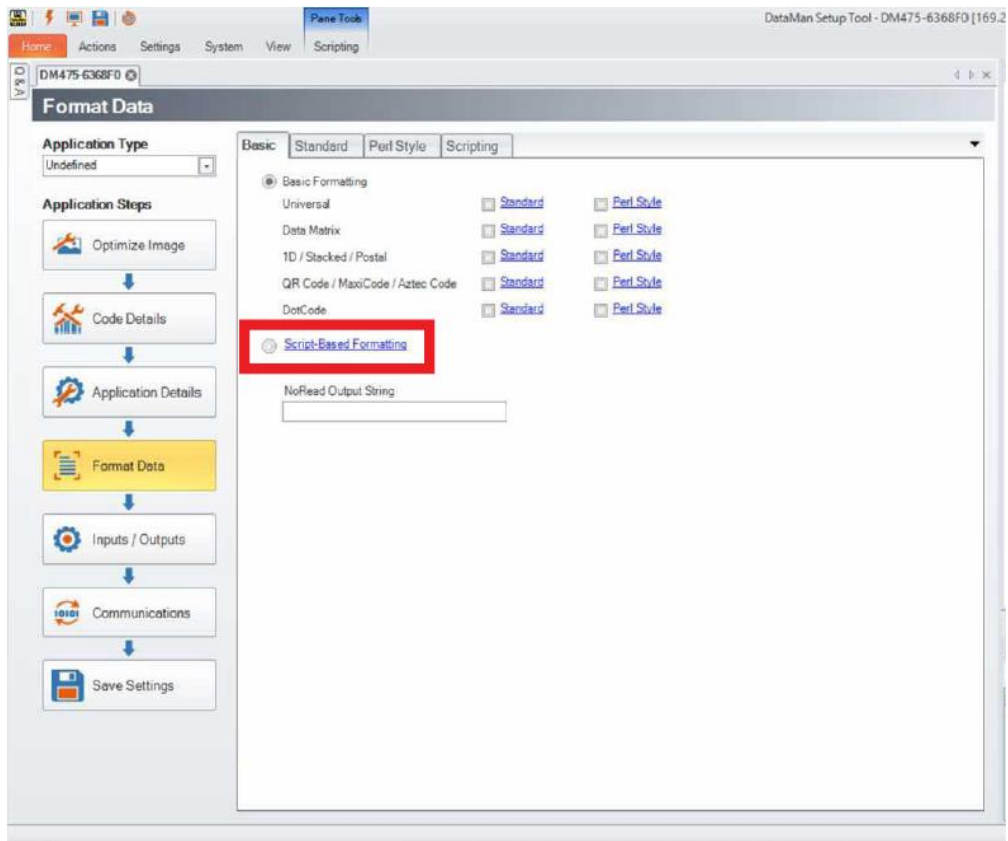 Pane Tools
DataMan Setup Tool - DM475-6368F0 [169.2
Home Actions Settings System View Scripting
Q & A
DM475-6368F0
Format Data
Application Type
Undefined
Application Steps
Optimize Image
Code Details
Application Details
Format Data
Inputs / Outputs
Communications
Save Settings
Basic Standard Perl Style Scripting
Basic Formatting
Universal Standard Perl Style
Data Matrix Standard Perl Style
1D / Stacked / Postal Standard Perl Style
QR Code / MaxiCode / Aztec Code Standard Perl Style
DotCode Standard Perl Style
Script-Based Formatting
NoRead Output String